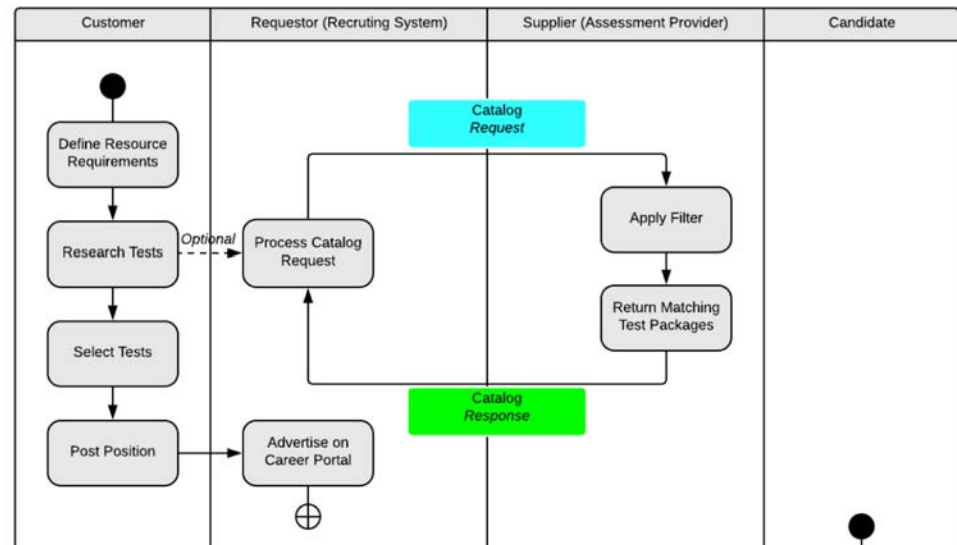 Customer
Requestor (Recruting System)
Supplier (Assessment Provider)
Candidate
Catalog
Request
Define Resource
Requirements
Research Tests
Optional
Process Catalog
Request
Apply Filter
Return Matching
Test Packages
Select Tests
Catalog
Response
Post Position
Advertise on
Career Portal